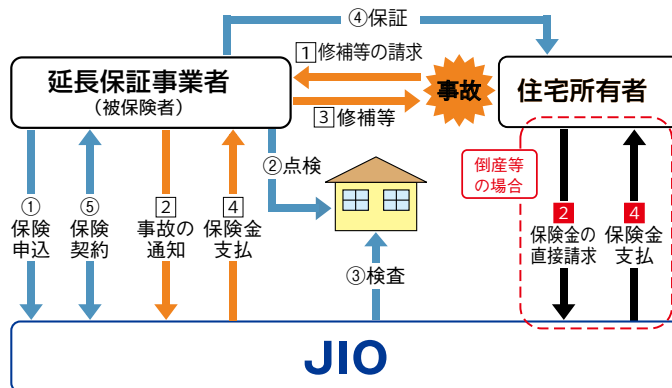 ④保証
1修補等の請求
延長保証事業者
(被保険者)
事故
住宅所有者
3修補等
②点検
倒産等
の場合
①
保険
申込
⑤
保険
契約
2
事故の
通知
4
保険金
支払
③検査
2
保険金の
直接請求
4
保険金
支払
JIO